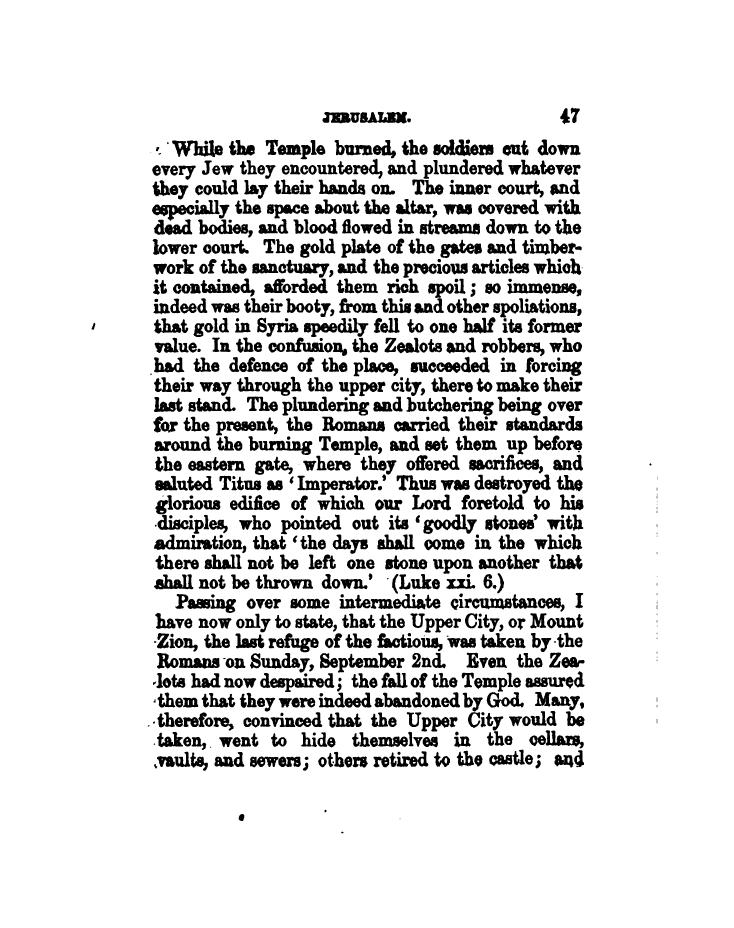 JERUSALEM. 47
While the Temple burned, the soldiers cut down
every Jew they encountered, and plundered whatever
they could lay their hands on. The inner court, and
especially the space about the altar, was covered with
dead bodies, and blood flowed in streams down to the
lower court. The gold plate of the gates and timber-
work of the sanctuary, and the precious articles which
it contained, afforded them rich spoil; so immense,
indeed was their booty, from this and other spoliations,
that gold in Syria speedily fell to one half its former
value. In the confusion, the Zealots and robbers, who
had the defence of the place, succeeded in forcing
their way through the upper city, there to make their
last stand. The plundering and butchering being over
for the present, the Romans carried their standards
around the burning Temple, and set them up before
the eastern gate, where they offered sacrifices, and
saluted Titus as ‘Imperator.’ Thus was destroyed the
glorious edifice of which our Lord foretold to his
disciples, who pointed out its ‘goodly stones’ with
admiration, that ‘the days shall come in the which
there shall not be left one stone upon another that
shall not be thrown down.’ (Luke xxi. 6.)
Passing over some intermediate circumstances, I
have now only to state, that the Upper City, or Mount
Zion, the last refuge of the factious, was taken by the
Romans on Sunday, September 2nd. Even the Zea-
lots had now despaired; the fall of the Temple assured
them that they were indeed abandoned by God. Many,
therefore, convinced that the Upper City would be
taken, went to hide themselves in the cellars,
vaults, and sewers; others retired to the castle; and